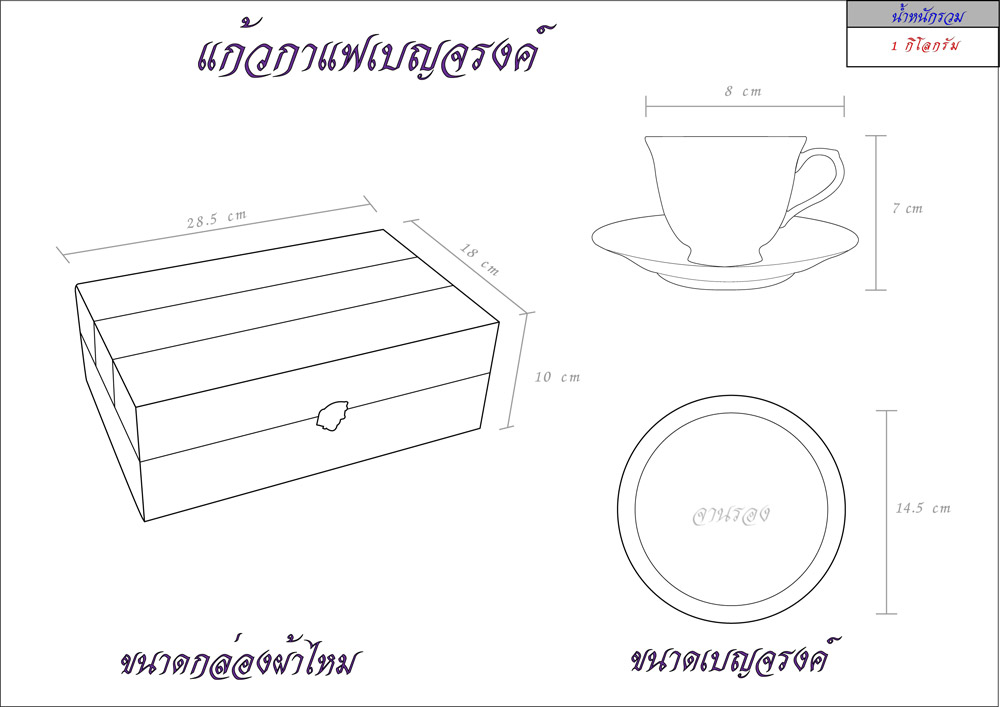 แก้วกาแฟเบญจรงค์
น้ำหนักรวม
1 กิโลกรัม
8 cm
7 cm
28.5 cm
18 cm
10 cm
จานรอง
14.5 cm
ขนาดกล่องผ้าไหม
ขนาดเบญจรงค์